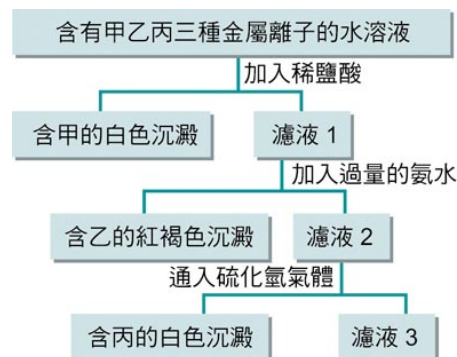 含有甲乙丙三種金屬離子的水溶液
加入稀鹽酸
含甲的白色沉澱
濾液 1
加入過量的氨水
含乙的紅褐色沉澱
濾液 2
通入硫化氫氣體
含丙的白色沉澱
濾液 3